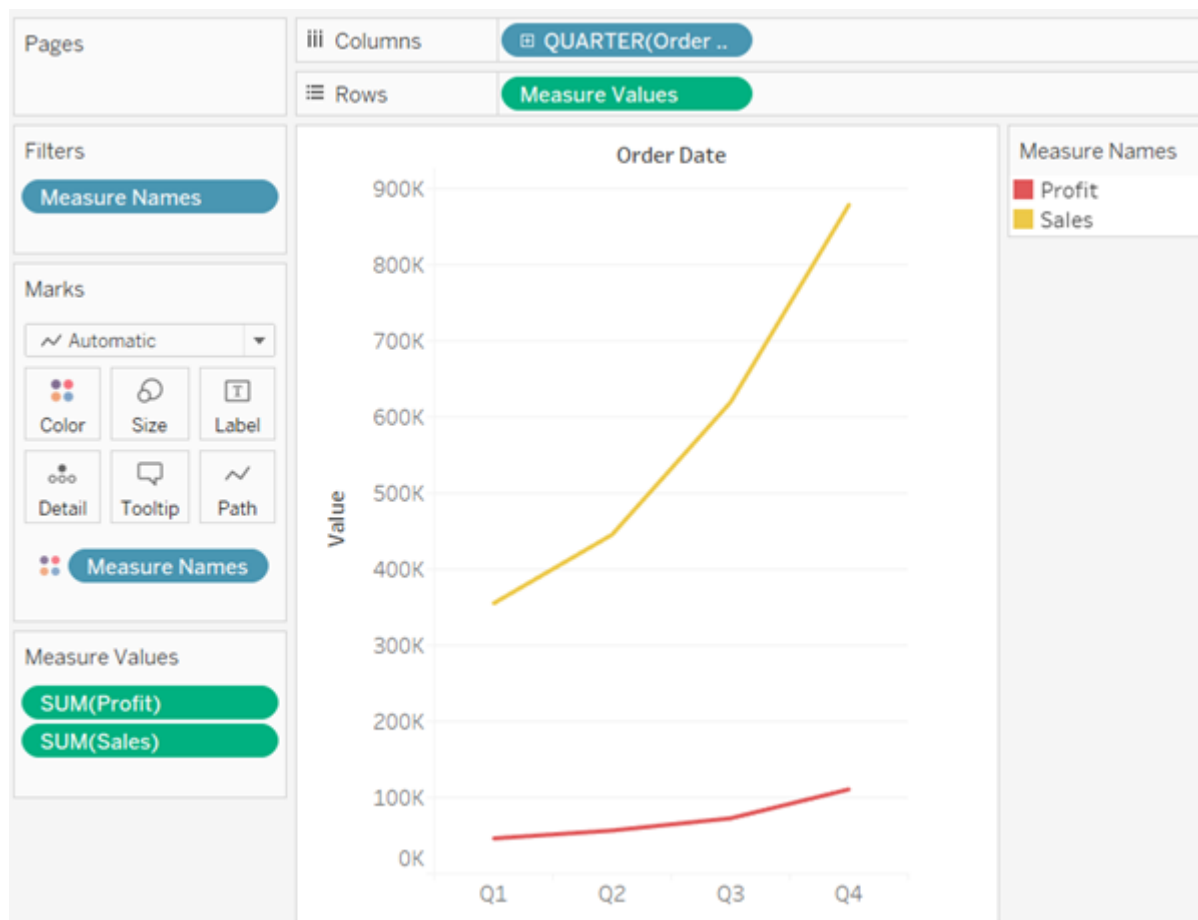 Pages
Columns
QUARTER(Order ..
Rows
Measure Values
Filters
Measure Names
Marks
Automatic
Color
Size
Label
Detail
Tooltip
Path
Measure Names
Measure Values
SUM(Profit)
SUM(Sales)
Order Date
900K
800K
700K
600K
500K
400K
300K
200K
100K
0K
Value
Q1 Q2 Q3 Q4
Measure Names
Profit
Sales